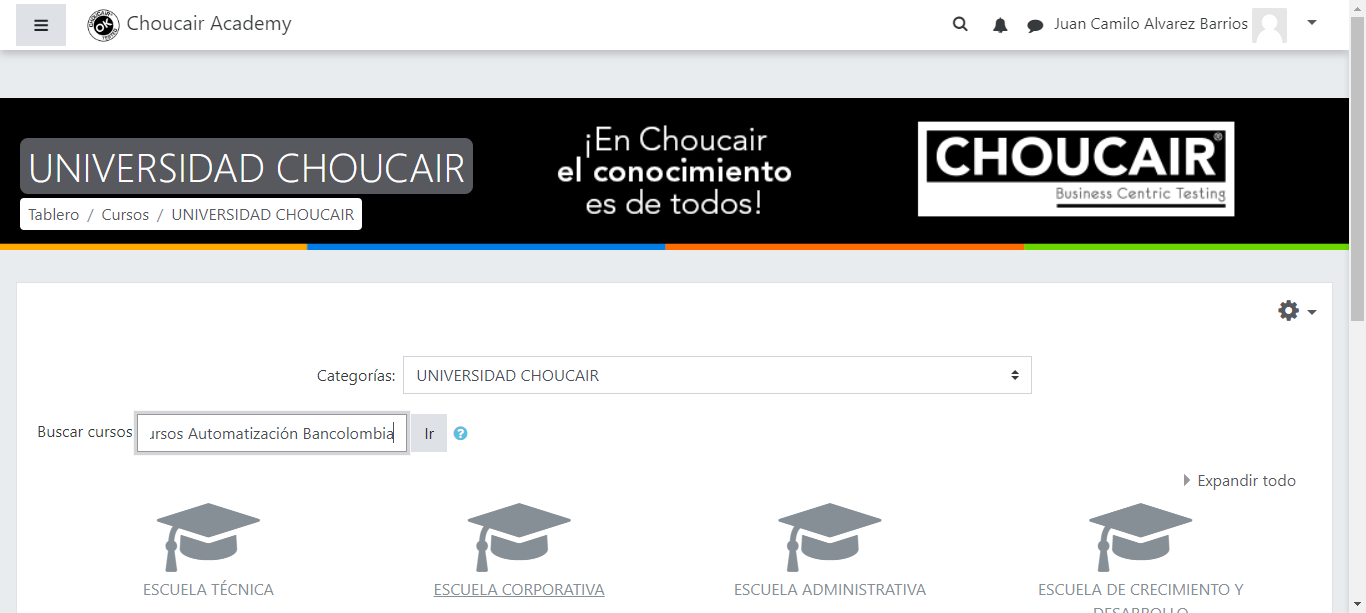 Choucair Academy
Juan Camilo Alvarez Barrios
UNIVERSIDAD CHOUCAIR
Tablero / Cursos / UNIVERSIDAD CHOUCAIR
¡En Choucair
el conocimiento
es de todos!
CHOUCAIR®
Business Centric Testing
Categorías: UNIVERSIDAD CHOUCAIR
Buscar cursos ursos Automatización Bancolombia Ir ?
Expandir todo
ESCUELA TÉCNICA
ESCUELA CORPORATIVA
ESCUELA ADMINISTRATIVA
ESCUELA DE CRECIMIENTO Y
DESARROLLO